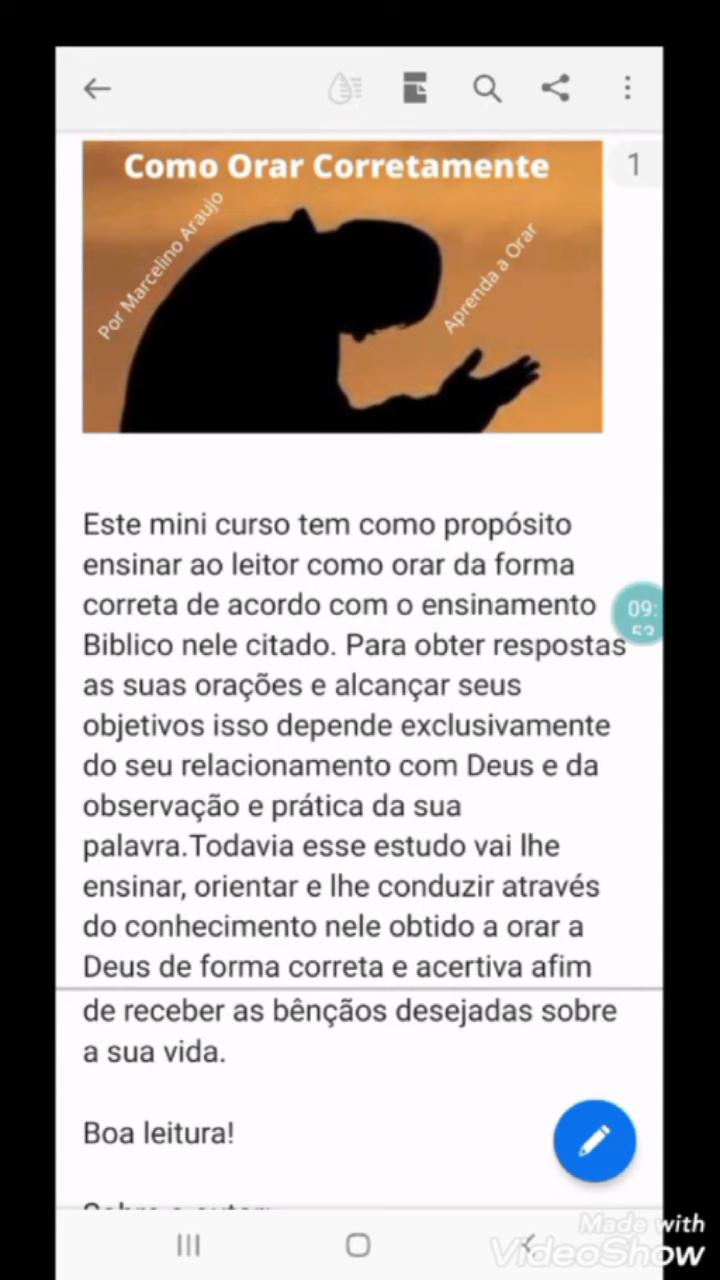 Como Orar Corretamente
1
Por Marcelino Araujo
Aprenda a Orar
Este mini curso tem como propósito
ensinar ao leitor como orar da forma
correta de acordo com o ensinamento
09:
Biblico nele citado. Para obter respostas
as suas orações e alcançar seus
objetivos isso depende exclusivamente
do seu relacionamento com Deus e da
observação e prática da sua
palavra.Todavia esse estudo vai lhe
ensinar, orientar e lhe conduzir através
do conhecimento nele obtido a orar a
Deus de forma correta e acertiva afim
de receber as bênçãos desejadas sobre
a sua vida.
Boa leitura!
Made with
VideoShow